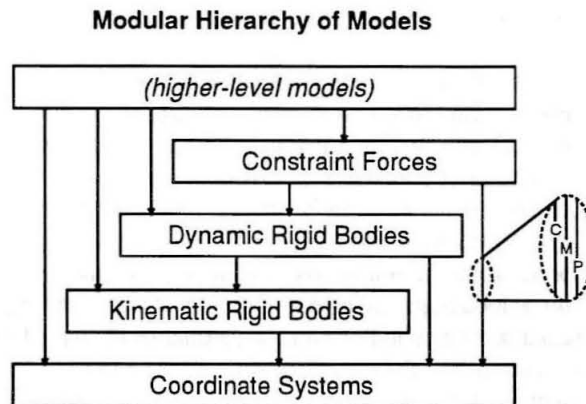 Modular Hierarchy of Models
(higher-level models)
Constraint Forces
C
M
P
Dynamic Rigid Bodies
Kinematic Rigid Bodies
Coordinate Systems